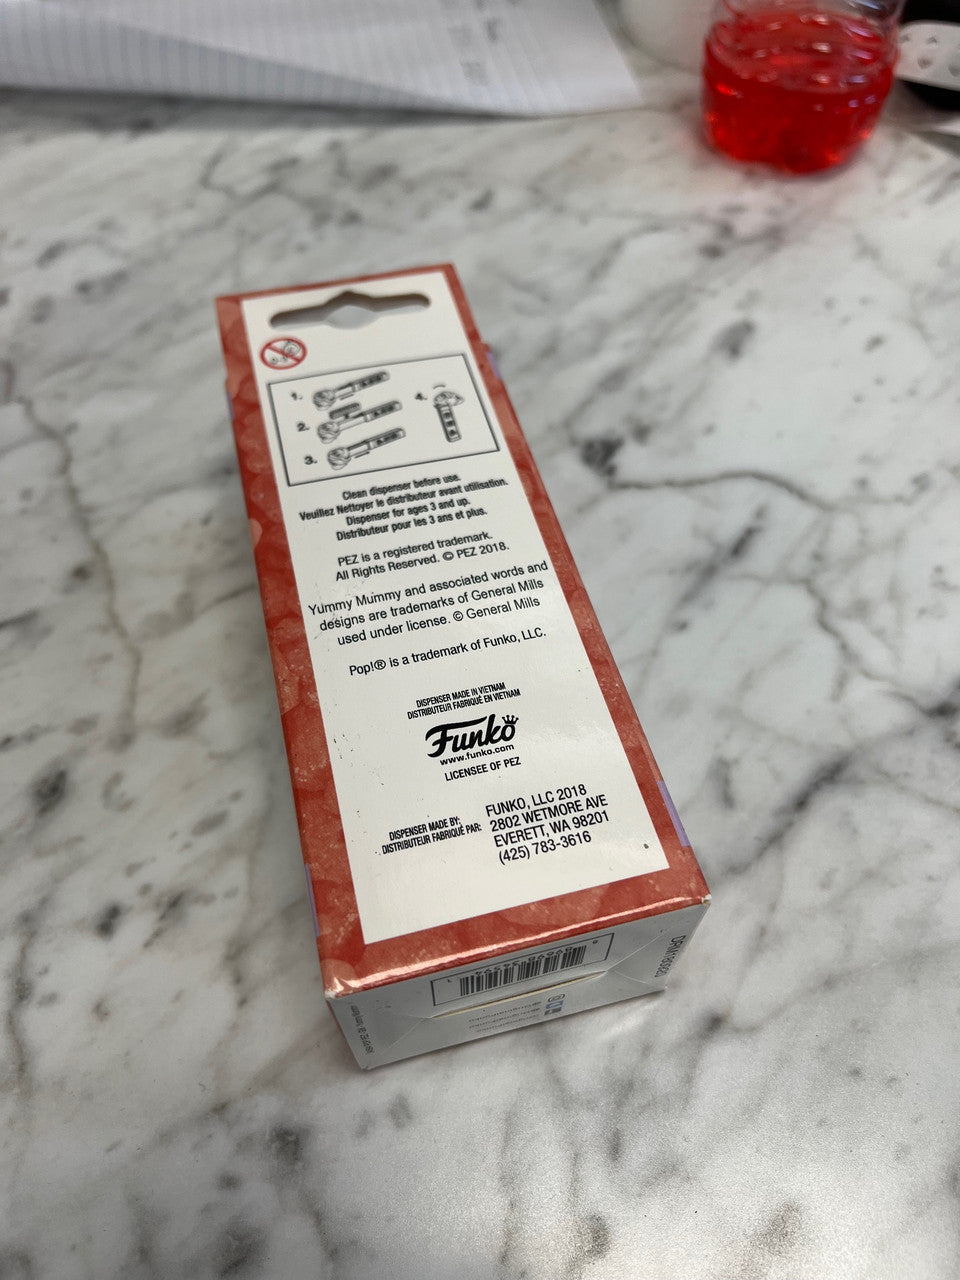 1.
2.
3.
4.
Clean dispenser before use.
Veuillez Nettoyer le distributeur avant utilisation.
Dispenser for ages 3 and up.
Distributeur pour les 3 ans et plus.
PEZ is a registered trademark.
All Rights Reserved. © PEZ 2018.
Yummy Mummy and associated words and
designs are trademarks of General Mills
used under license. © General Mills
Pop!® is a trademark of Funko, LLC.
DISPENSER MADE IN VIETNAM
DISTRIBUTEUR FABRIQUÉ EN VIETNAM
Funko
www.funko.com
LICENSEE OF PEZ
DISPENSER MADE BY:
DISTRIBUTEUR FABRIQUÉ PAR:
FUNKO, LLC 2018
2802 WETMORE AVE
EVERETT, WA 98201
(425) 783-3616